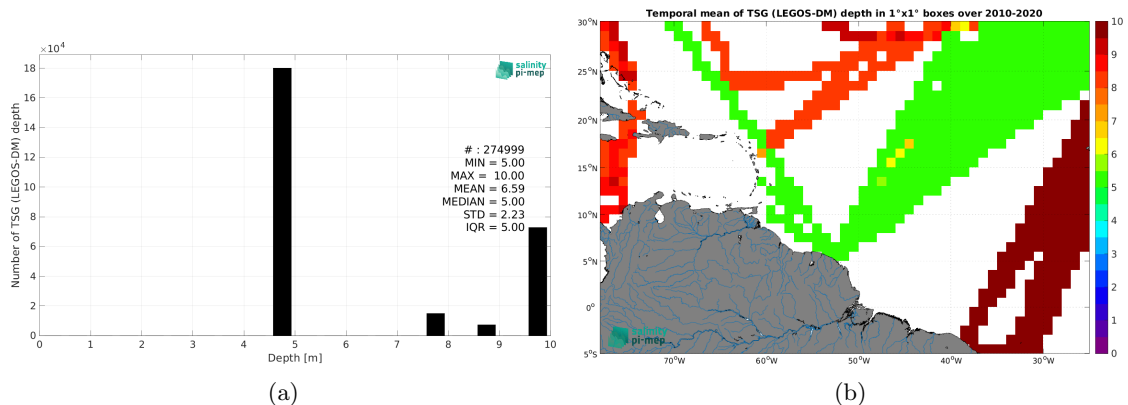 ×10⁴
18
16
14
12
10
8
6
4
2
0
Number of TSG (LEGOS-DM) depth
0 1 2 3 4 5 6 7 8 9 10
Depth [m]
salinity
pi-mep
# : 274999
MIN = 5.00
MAX = 10.00
MEAN = 6.59
MEDIAN = 5.00
STD = 2.23
IQR = 5.00
(a)
Temporal mean of TSG (LEGOS-DM) depth in 1°x1° boxes over 2010-2020
30°N
25°N
20°N
15°N
10°N
5°N
0°
5°S
70°W 60°W 50°W 40°W 30°W
salinity
pi-mep
10
9
8
7
6
5
4
3
2
1
0
(b)